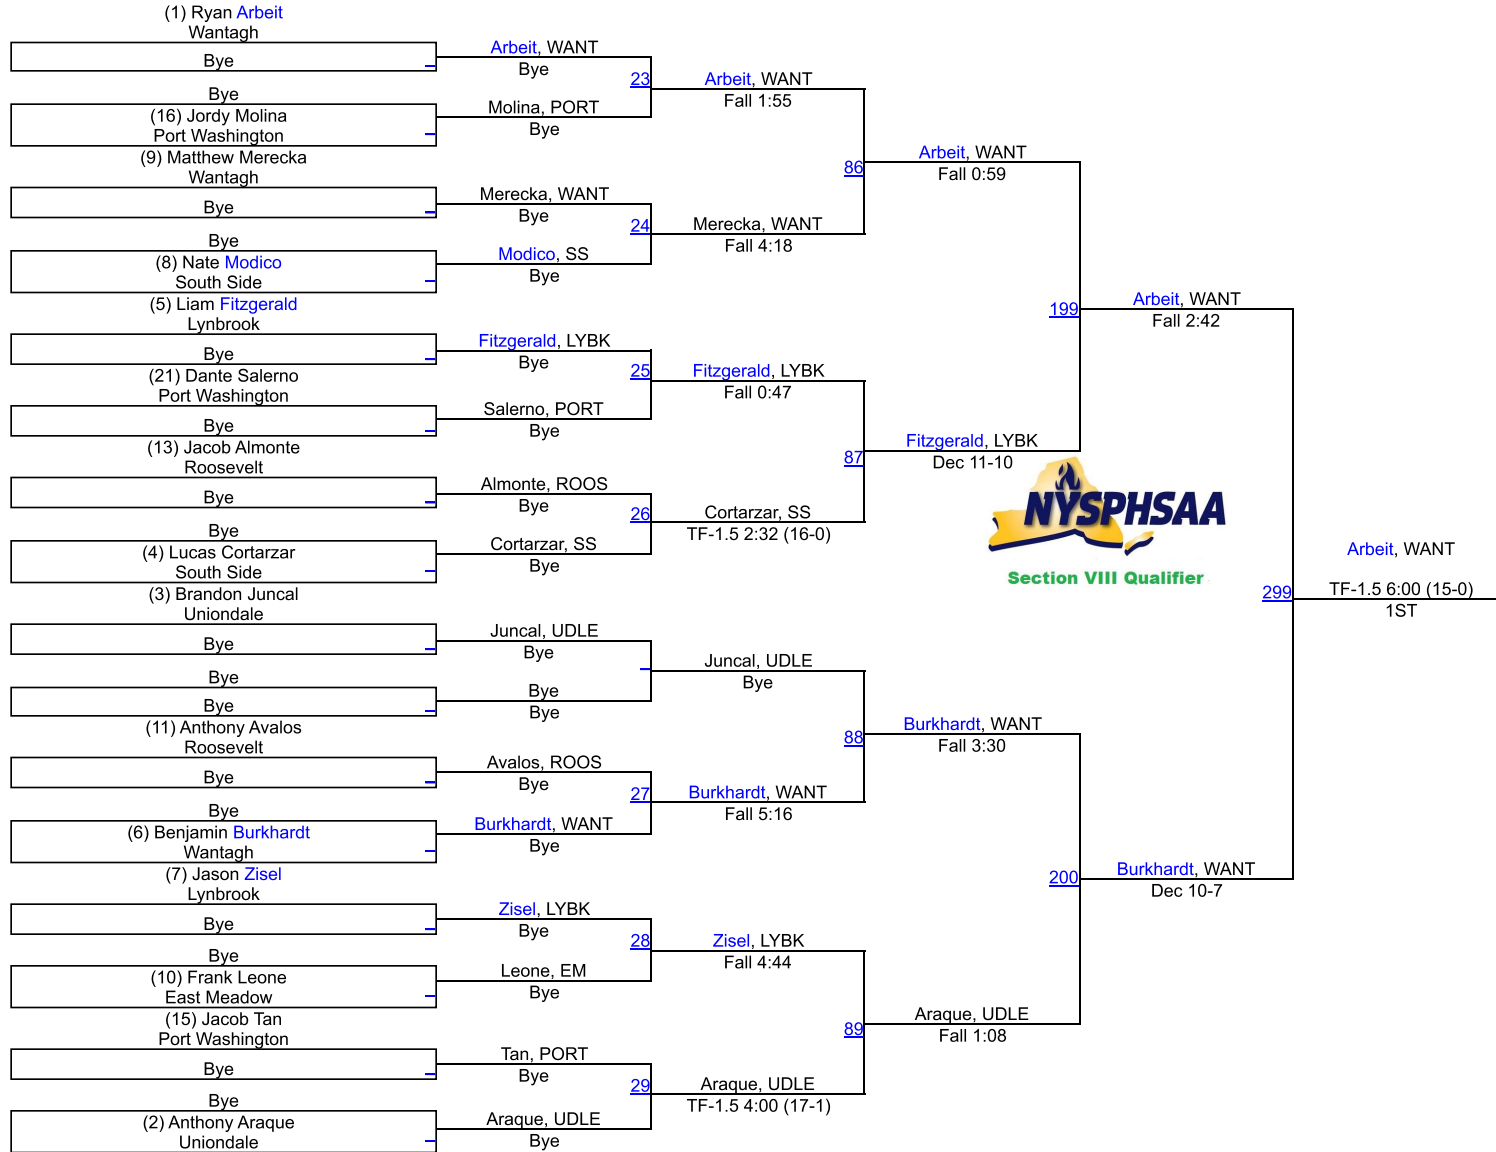 (1) Ryan Arbeit
Wantagh
Bye
Bye
(16) Jordy Molina
Port Washington
(9) Matthew Merecka
Wantagh
Bye
Bye
(8) Nate Modico
South Side
(5) Liam Fitzgerald
Lynbrook
Bye
(21) Dante Salerno
Port Washington
Bye
(13) Jacob Almonte
Roosevelt
Bye
Bye
(4) Lucas Cortarzar
South Side
(3) Brandon Juncal
Uniondale
Bye
Bye
Bye
(11) Anthony Avalos
Roosevelt
Bye
Bye
(6) Benjamin Burkhardt
Wantagh
(7) Jason Zisel
Lynbrook
Bye
Bye
(10) Frank Leone
East Meadow
(15) Jacob Tan
Port Washington
Bye
Bye
(2) Anthony Araque
Uniondale
Arbeit, WANT
Bye
23
Molina, PORT
Bye
Merecka, WANT
Bye
24
Modico, SS
Bye
Fitzgerald, LYBK
Bye
25
Salerno, PORT
Bye
Almonte, ROOS
Bye
26
Cortarzar, SS
Bye
Juncal, UDLE
Bye
Bye
Bye
Avalos, ROOS
Bye
27
Burkhardt, WANT
Bye
Zisel, LYBK
Bye
28
Leone, EM
Bye
Tan, PORT
Bye
29
Araque, UDLE
Bye
Arbeit, WANT
Fall 1:55
86
Merecka, WANT
Fall 4:18
Fitzgerald, LYBK
Fall 0:47
87
Cortarzar, SS
TF-1.5 2:32 (16-0)
Juncal, UDLE
Bye
88
Burkhardt, WANT
Fall 5:16
Zisel, LYBK
Fall 4:44
89
Araque, UDLE
TF-1.5 4:00 (17-1)
Arbeit, WANT
Fall 0:59
199
Fitzgerald, LYBK
Dec 11-10
NYSPHSAA
Section VIII Qualifier
Burkhardt, WANT
Fall 3:30
200
Araque, UDLE
Fall 1:08
Arbeit, WANT
Fall 2:42
299
Burkhardt, WANT
Dec 10-7
Arbeit, WANT
TF-1.5 6:00 (15-0)
1ST